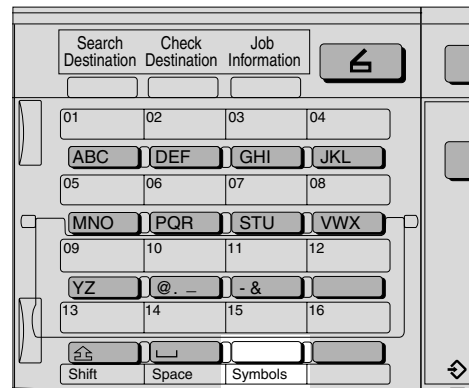 Search Check Job
Destination Destination Information
01 02 03 04
ABC DEF GHI JKL
05 06 07 08
MNO PQR STU VWX
09 10 11 12
YZ @. _ - &
13 14 15 16
Shift Space Symbols